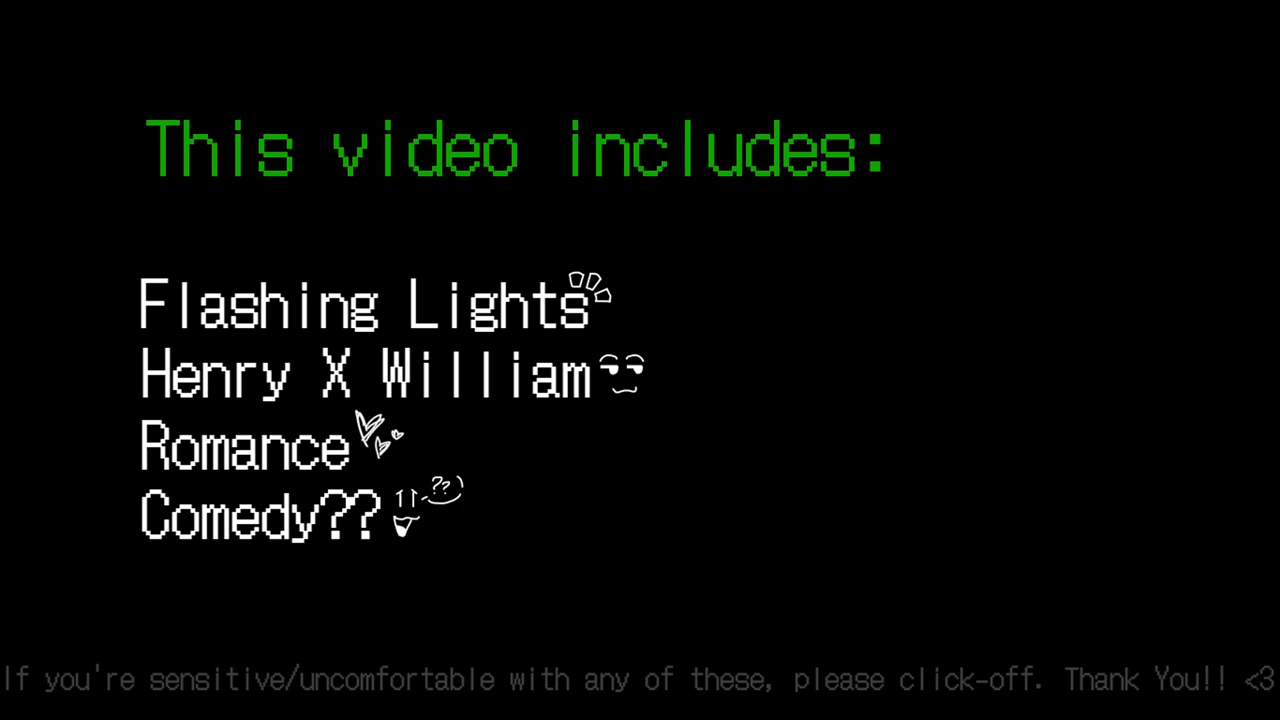 This video includes:
Flashing Lights
Henry X William
Romance
Comedy??
??
If you're sensitive/uncomfortable with any of these, please click-off. Thank You!! <3